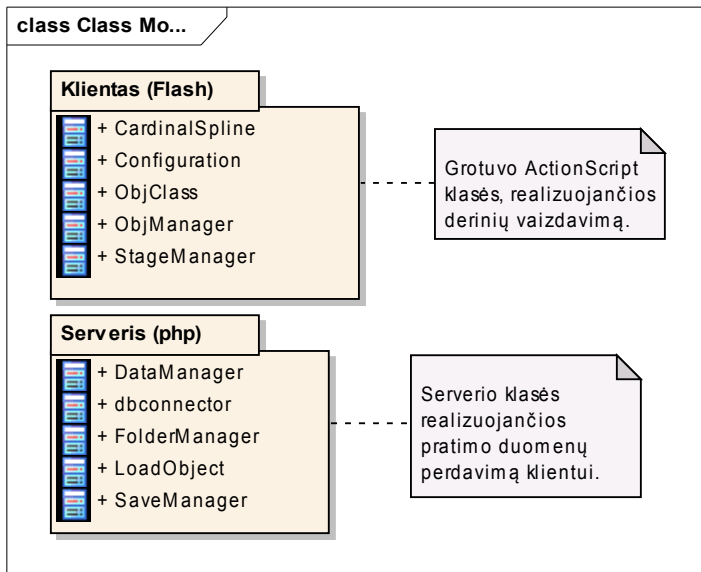 class Class Mo...
Klientas (Flash)
+ CardinalSpline
+ Configuration
+ ObjClass
+ ObjManager
+ StageManager
Grotuvo ActionScript
klasės, realizuojančios
derinių vaizdavimą.
Serveris (php)
+ DataManager
+ dbconnector
+ FolderManager
+ LoadObject
+ SaveManager
Serverio klasės
realizuojančios
pratimo duomenų
perdavimą klientui.